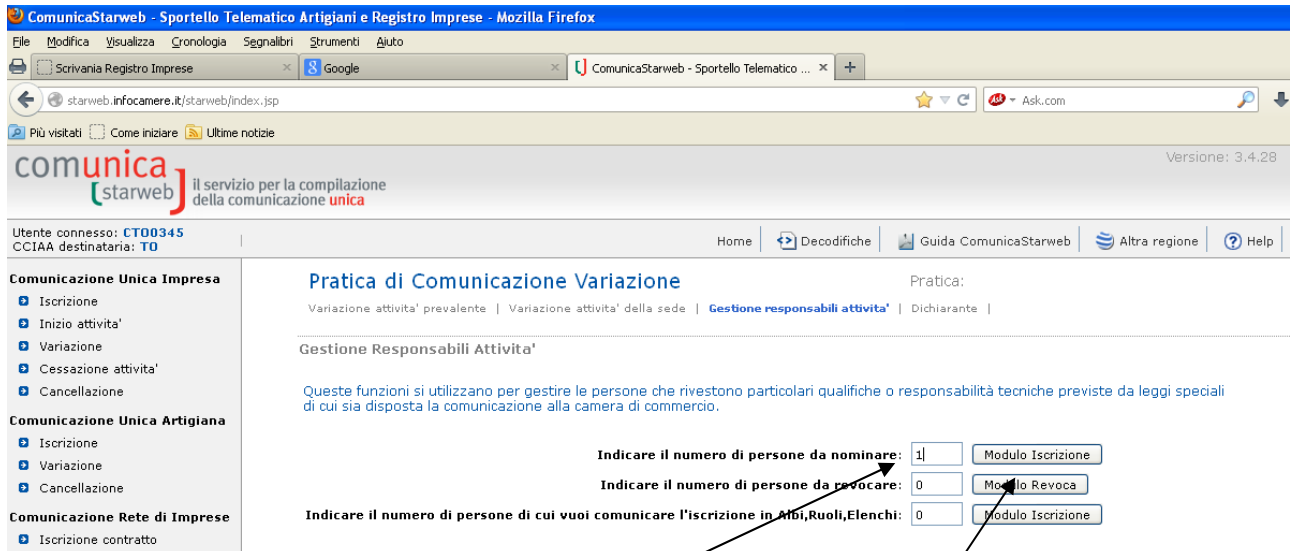 ComunicaStarweb - Sportello Telematico Artigiani e Registro Imprese - Mozilla Firefox
File Modifica Visualizza Cronologia Segnalibri Strumenti Aiuto
Scrivania Registro Imprese × Google × ComunicaStarweb - Sportello Telematico ... × +
starweb.infocamere.it/starweb/index.jsp Ask.com
Più visitati Come iniziare Ultime notizie
comunica
[starweb
il servizio per la compilazione
della comunicazione unica
Versione: 3.4.28
Utente connesso: CTO0345
CCIAA destinataria: TO
Home Decodifiche Guida ComunicaStarweb Altra regione ? Help
Comunicazione Unica Impresa
Iscrizione
Inizio attivita'
Variazione
Cessazione attivita'
Cancellazione
Comunicazione Unica Artigiana
Iscrizione
Variazione
Cancellazione
Comunicazione Rete di Imprese
Iscrizione contratto
Pratica di Comunicazione Variazione Pratica:
Variazione attivita' prevalente | Variazione attivita' della sede | Gestione responsabili attivita' | Dichiarante |
Gestione Responsabili Attivita'
Queste funzioni si utilizzano per gestire le persone che rivestono particolari qualifiche o responsabilità tecniche previste da leggi speciali
di cui sia disposta la comunicazione alla camera di commercio.
Indicare il numero di persone da nominare: 1 Modulo Iscrizione
Indicare il numero di persone da revocare: 0 Modulo Revoca
Indicare il numero di persone di cui vuoi comunicare l'iscrizione in Albi,Ruoli,Elenchi: 0 Modulo Iscrizione